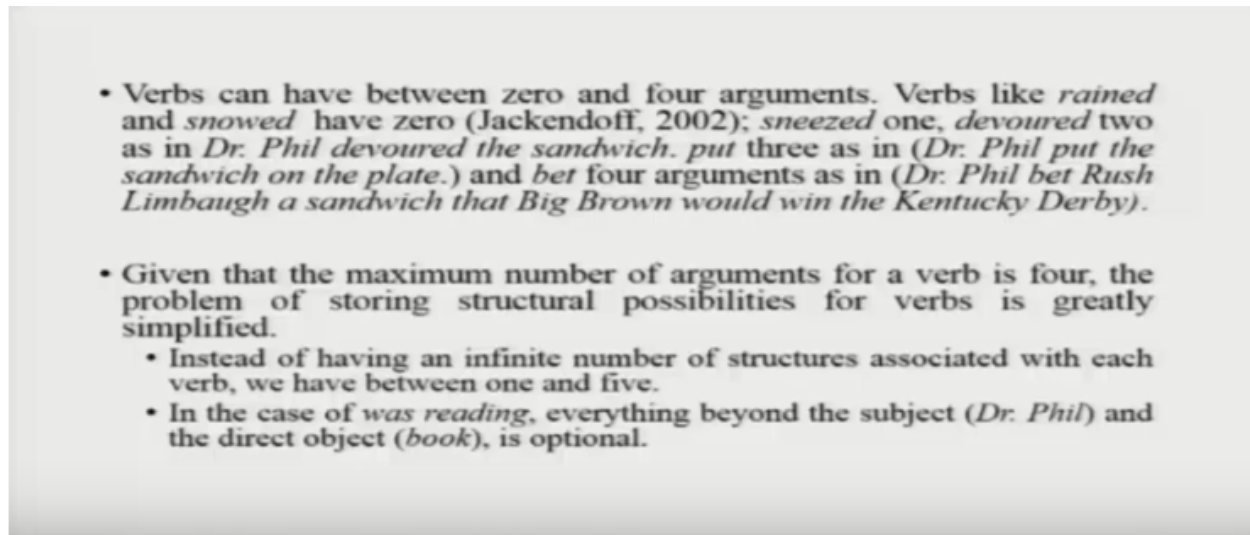 • Verbs can have between zero and four arguments. Verbs like rained
and snowed have zero (Jackendoff, 2002); sneezed one, devoured two
as in Dr. Phil devoured the sandwich. put three as in (Dr. Phil put the
sandwich on the plate.) and bet four arguments as in (Dr. Phil bet Rush
Limbaugh a sandwich that Big Brown would win the Kentucky Derby).
• Given that the maximum number of arguments for a verb is four, the
problem of storing structural possibilities for verbs is greatly
simplified.
• Instead of having an infinite number of structures associated with each
verb, we have between one and five.
• In the case of was reading, everything beyond the subject (Dr. Phil) and
the direct object (book), is optional.